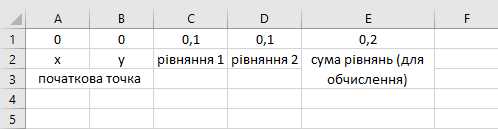 A B C D E F
1 0 0 0,1 0,1 0,2
2 x y рівняння 1 рівняння 2 сума рівнянь (для
3 початкова точка обчислення)
4
5